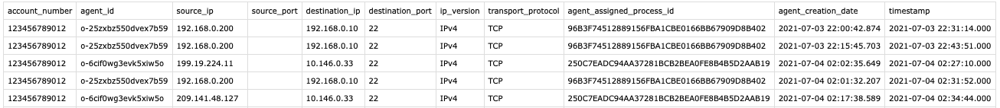 account_number agent_id source_ip source_port destination_ip destination_port ip_version transport_protocol agent_assigned_process_id agent_creation_date timestamp
123456789012 o-25zxbz550dvex7b59 192.168.0.200 192.168.0.10 22 IPv4 TCP 96B3F74512889156FBA1CBE0166BB67909D8B402 2021-07-03 22:00:42.874 2021-07-03 22:31:14.000
123456789012 o-25zxbz550dvex7b59 192.168.0.200 192.168.0.10 22 IPv4 TCP 96B3F74512889156FBA1CBE0166BB67909D8B402 2021-07-03 22:15:45.703 2021-07-03 22:43:51.000
123456789012 o-6cif0wg3evk5xiw5o 199.19.224.11 10.146.0.33 22 IPv4 TCP 250C7EADC94AA37281BCB2BEA0FE8B4B5D2AAB19 2021-07-04 02:02:35.649 2021-07-04 02:27:10.000
123456789012 o-25zxbz550dvex7b59 192.168.0.200 192.168.0.10 22 IPv4 TCP 96B3F74512889156FBA1CBE0166BB67909D8B402 2021-07-04 02:01:32.207 2021-07-04 02:31:52.000
123456789012 o-6cif0wg3evk5xiw5o 209.141.48.127 10.146.0.33 22 IPv4 TCP 250C7EADC94AA37281BCB2BEA0FE8B4B5D2AAB19 2021-07-04 02:17:38.589 2021-07-04 02:34:44.000